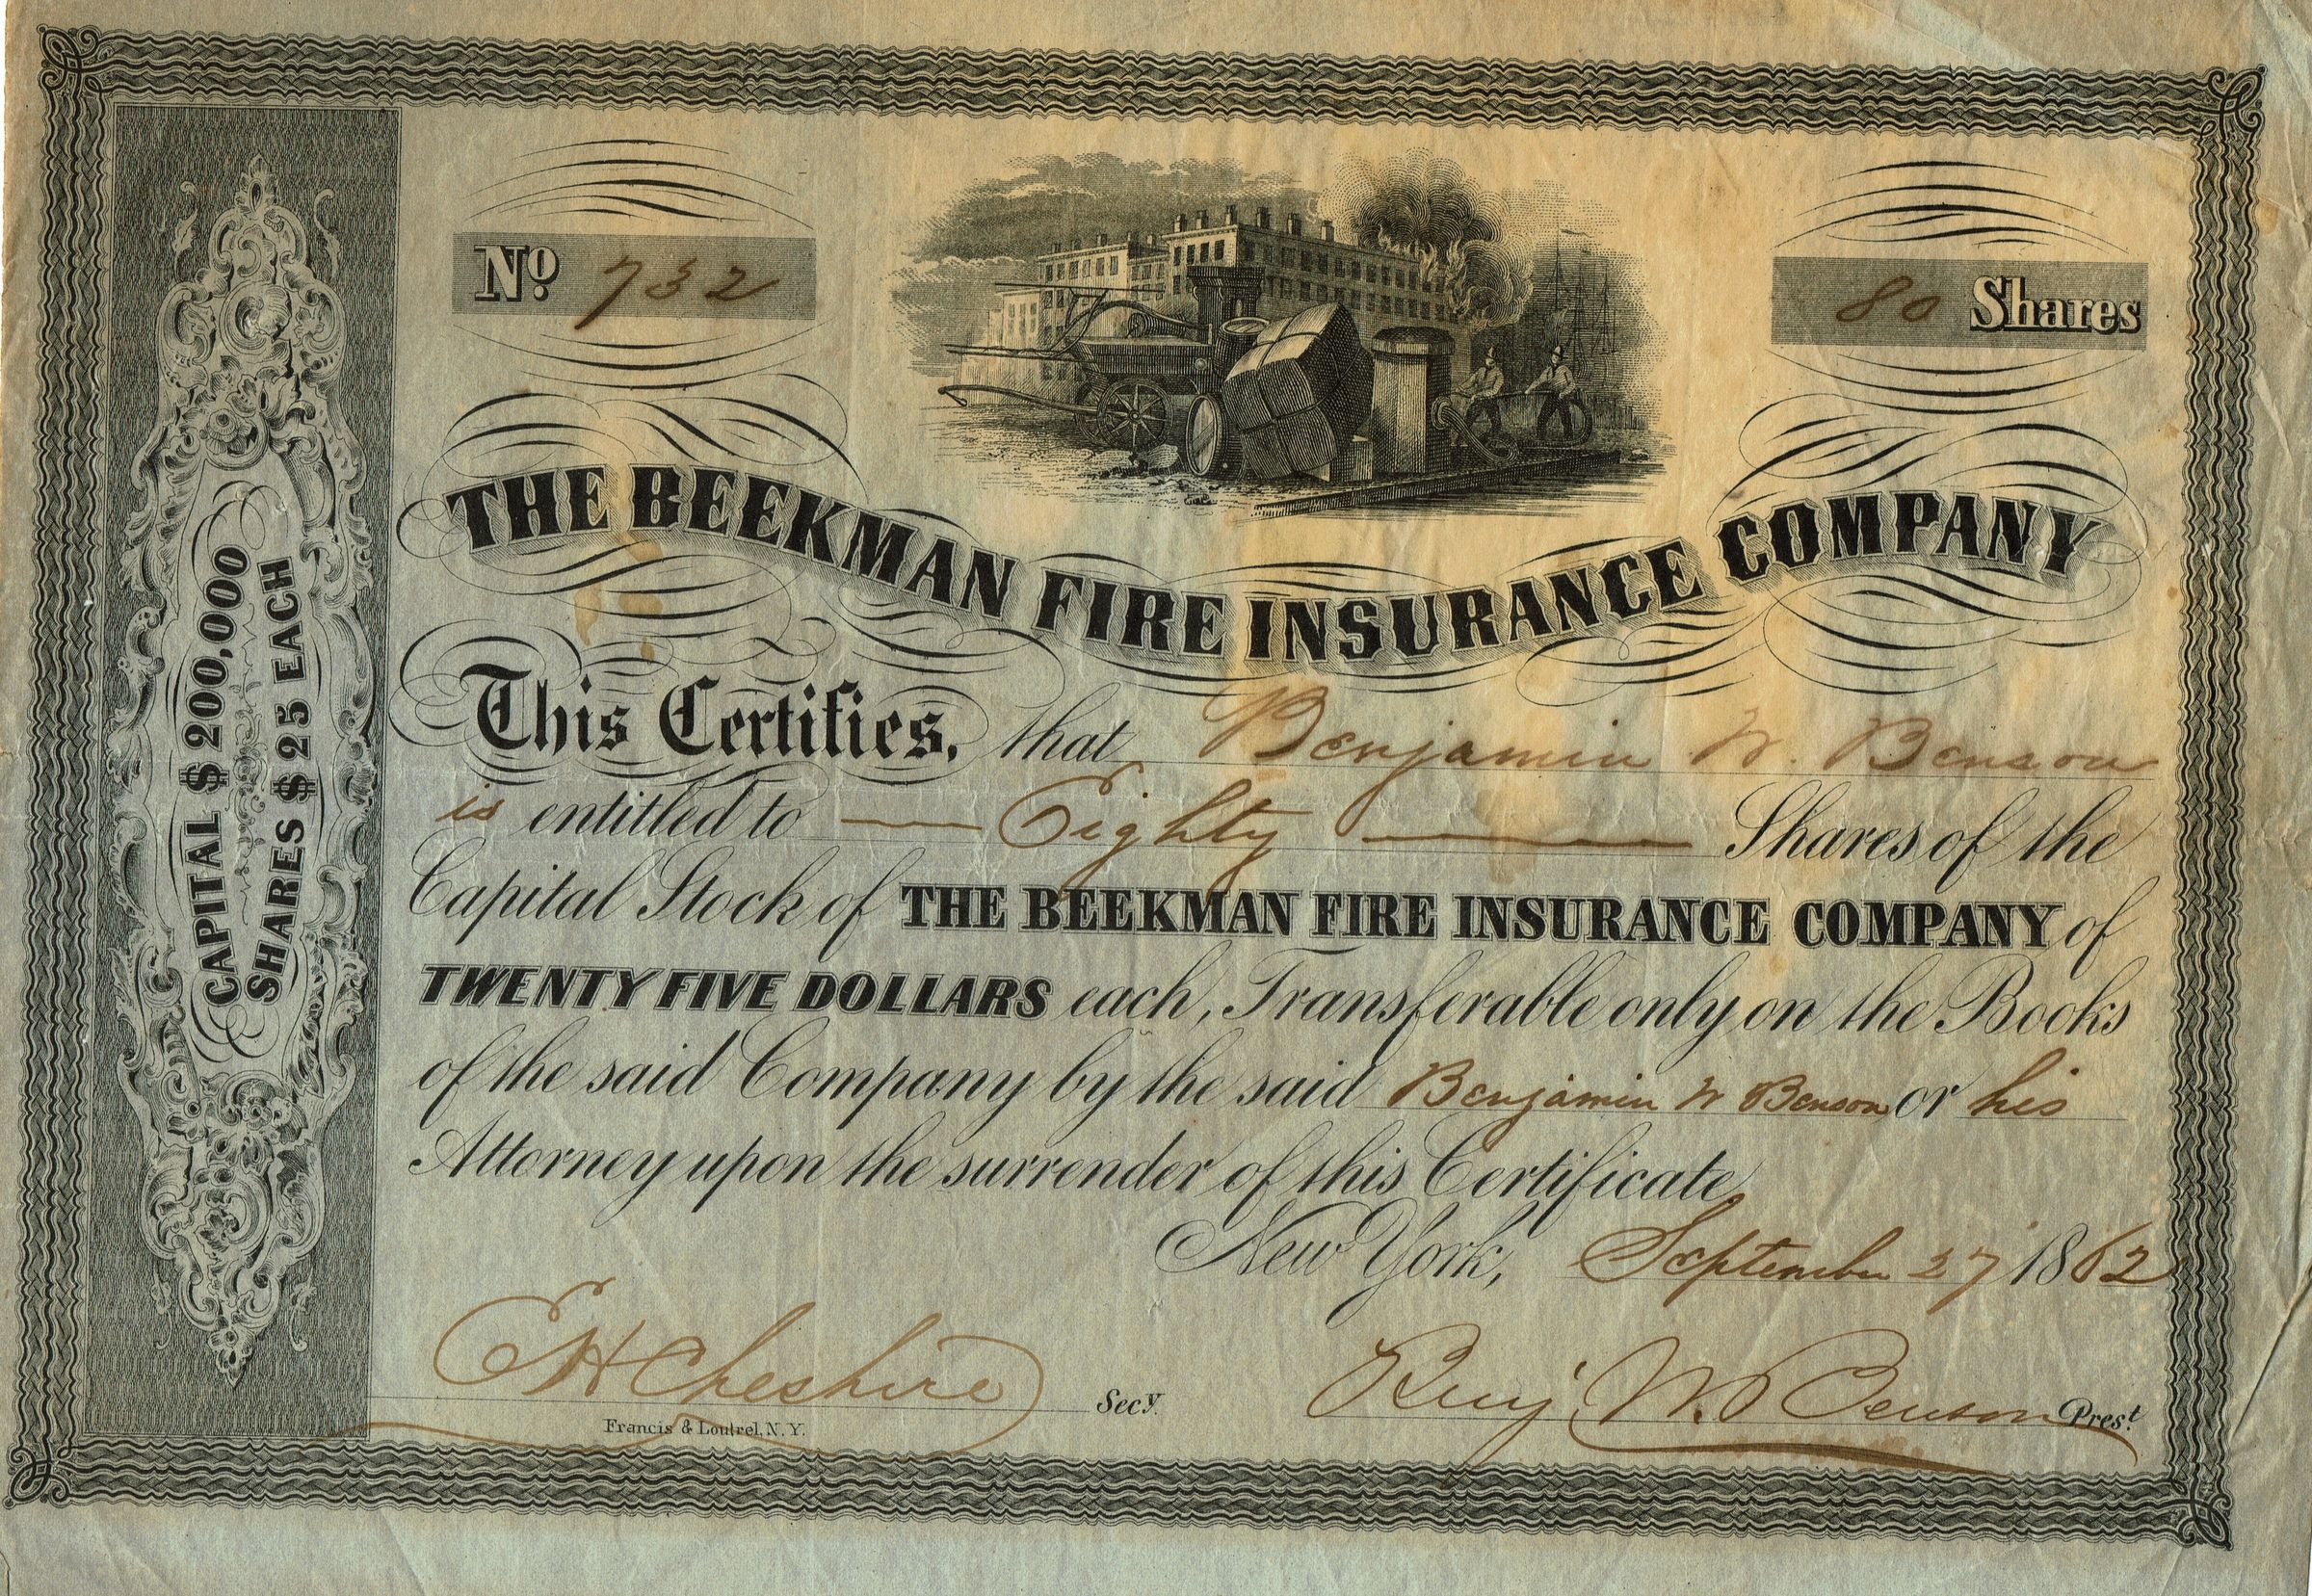 No. 732
80 Shares
THE BEEKMAN FIRE INSURANCE COMPANY
CAPITAL $200,000
SHARES $25 EACH
This Certifies, that Benjamin W. Benson
is entitled to — Eighty — Shares of the
Capital Stock of THE BEEKMAN FIRE INSURANCE COMPANY of
TWENTY FIVE DOLLARS each, Transferable only on the Books
of the said Company by the said Benjamin W Benson or his
Attorney upon the surrender of this Certificate
New York, September 27 1862
E H Cheshire Secy.
Benj. W. Benson Prest.
Francis & Loutrel, N.Y.